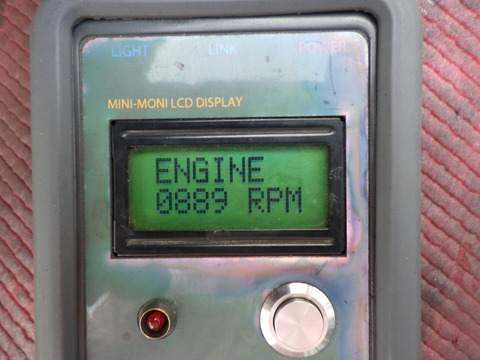 LIGHT LINK POWER
MINI-MONI LCD DISPLAY
ENGINE
0889 RPM